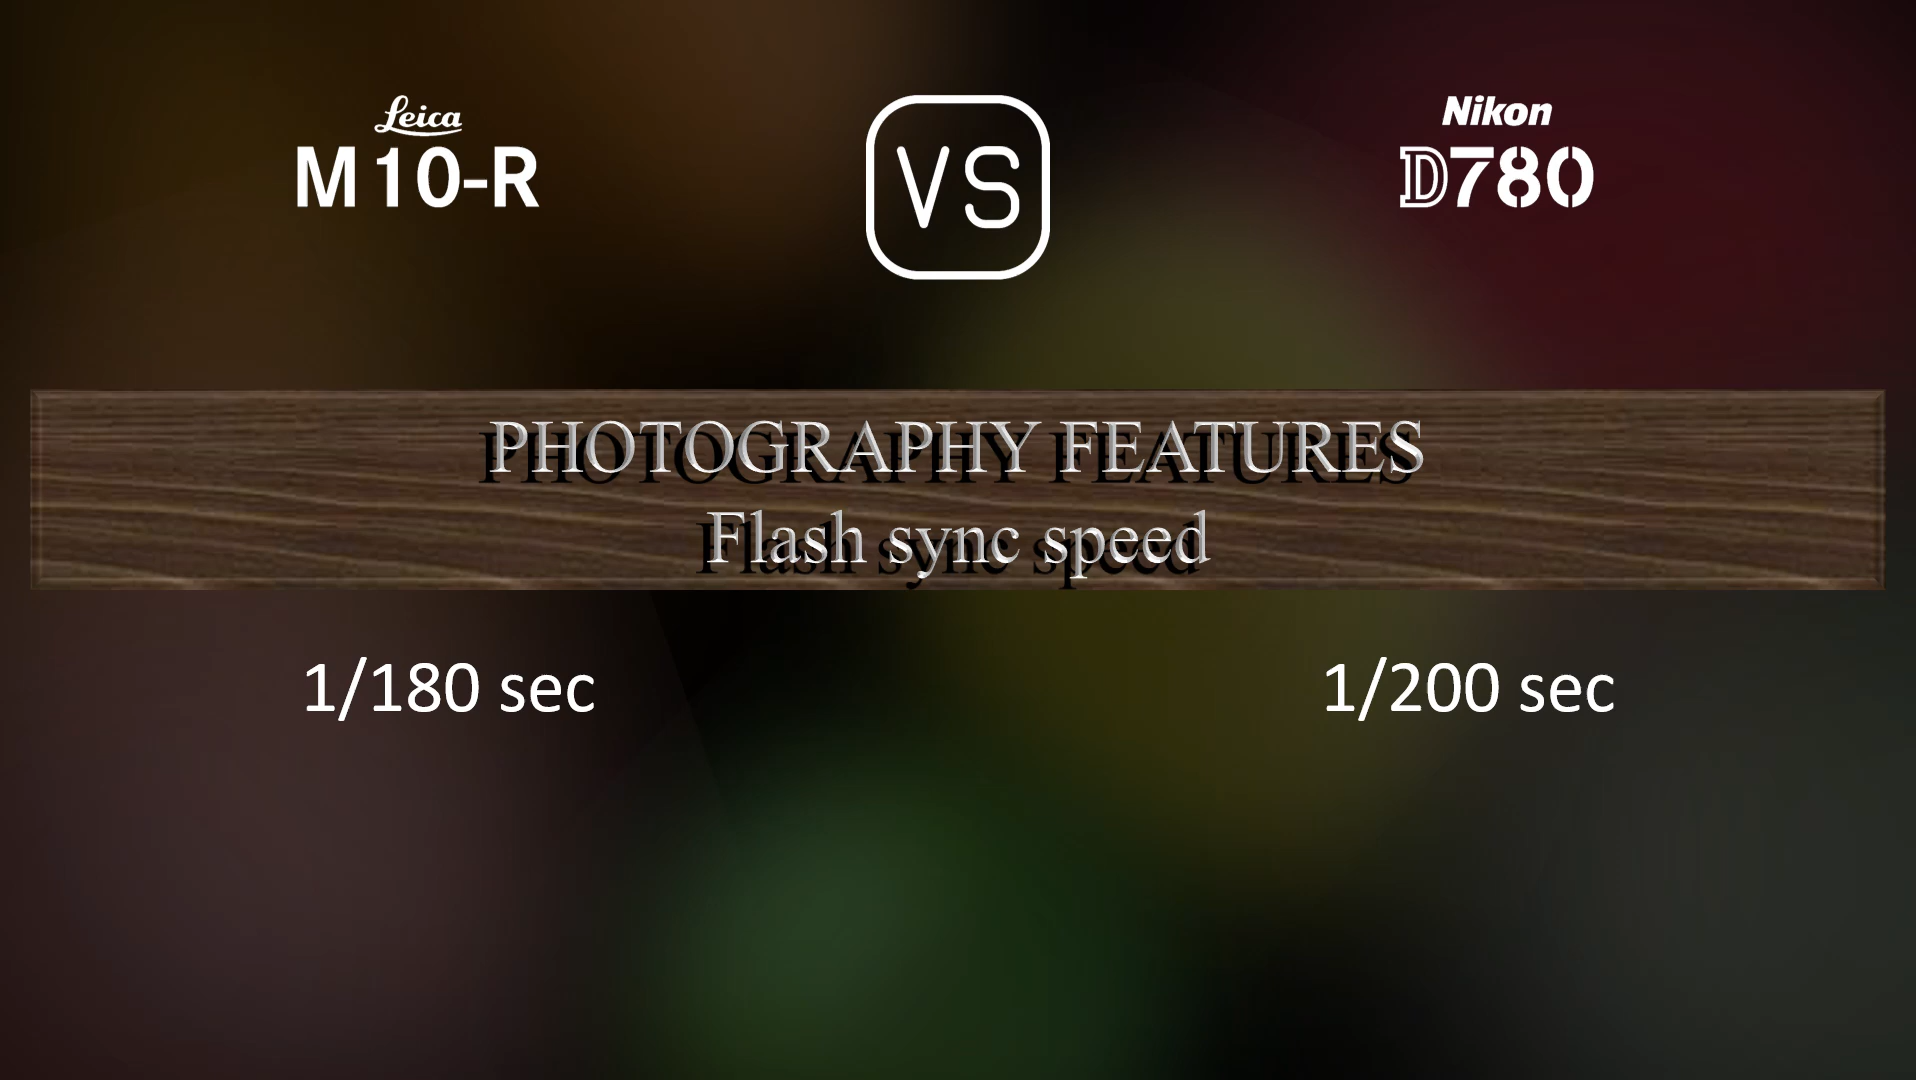 Leica
M10-R
VS
Nikon
D780
PHOTOGRAPHY FEATURES
Flash sync speed
1/180 sec
1/200 sec